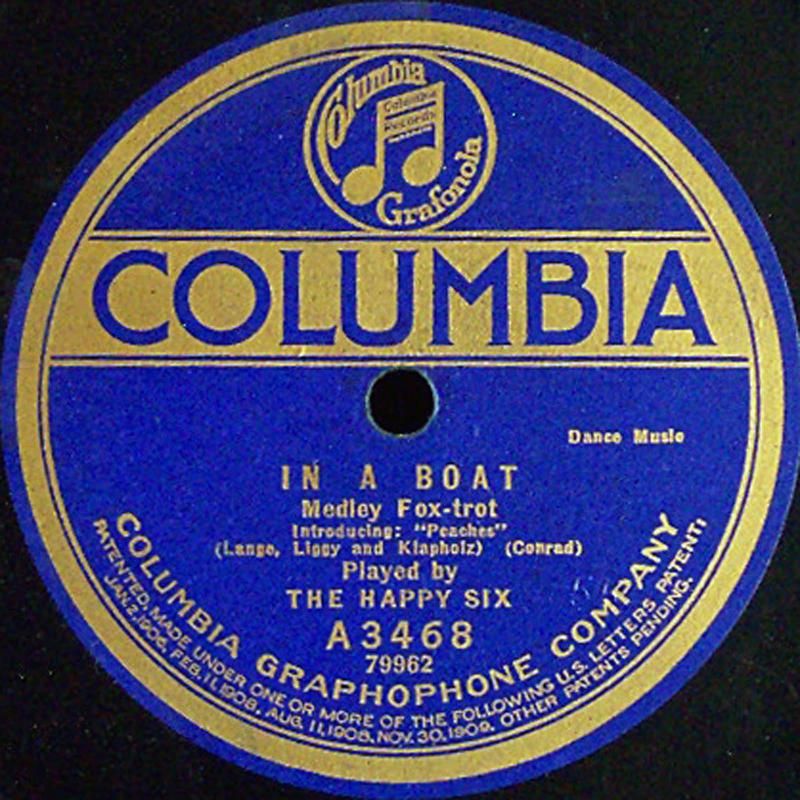 Columbia
Columbia
Records
Grafonola
COLUMBIA
Dance Music
IN A BOAT
Medley Fox-trot
Introducing: "Peaches"
(Lange, Liggy and Klapholz) (Conrad)
Played by
THE HAPPY SIX
A3468
79962
COLUMBIA GRAPHOPHONE COMPANY
PATENTED, MADE UNDER ONE OR MORE OF THE FOLLOWING U.S. LETTERS PATENT:
JAN. 2, 1906, FEB. 11, 1908, AUG. 11, 1908, NOV. 30, 1909. OTHER PATENTS PENDING.